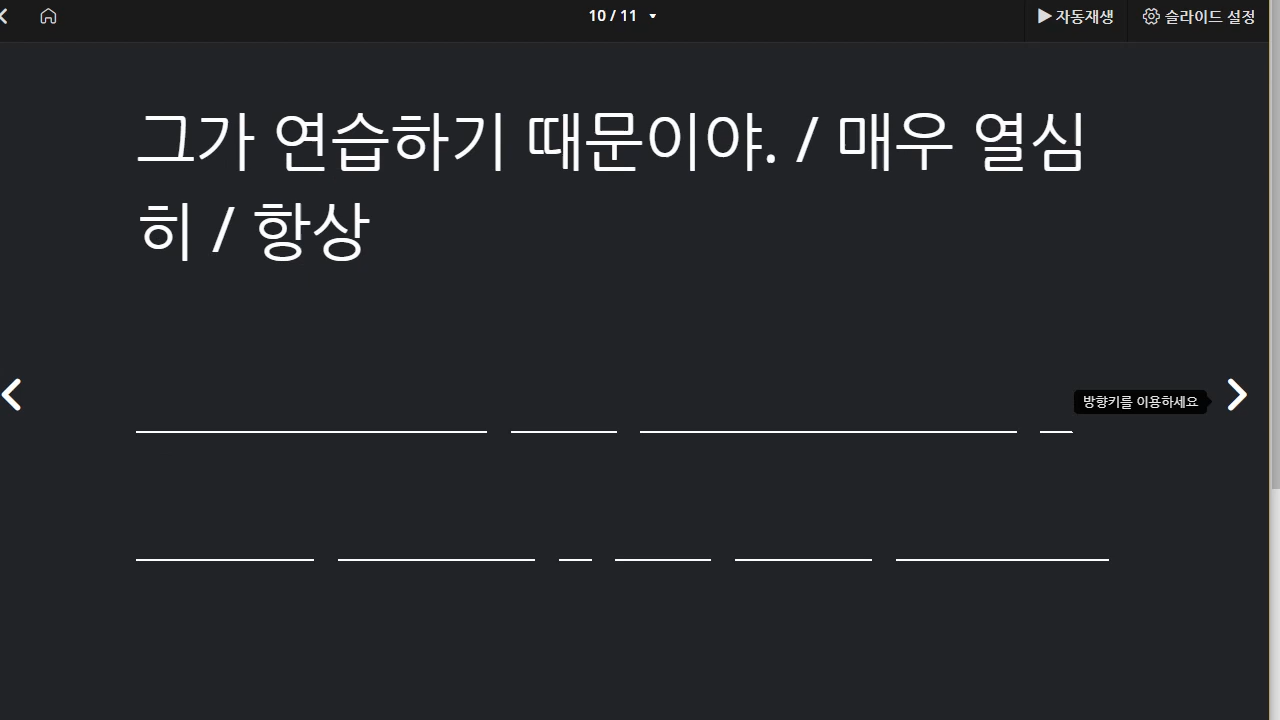 10 / 11
자동재생
슬라이드 설정
그가 연습하기 때문이야. / 매우 열심
히 / 항상
방향키를 이용하세요